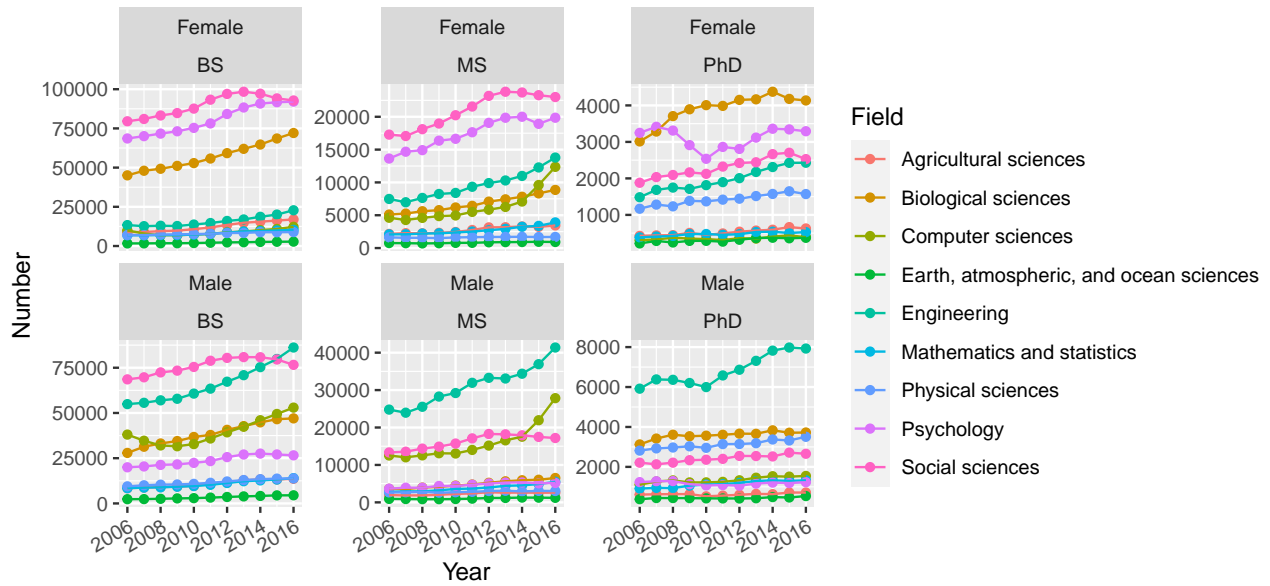 Female
Female
Female
BS
MS
PhD
100000
75000
50000
25000
0
20000
15000
10000
5000
0
4000
3000
2000
1000
Male
Male
Male
BS
MS
PhD
75000
50000
25000
0
40000
30000
20000
10000
0
8000
6000
4000
2000
2006
2008
2010
2012
2014
2016
2006
2008
2010
2012
2014
2016
2006
2008
2010
2012
2014
2016
Year
Number
Field
Agricultural sciences
Biological sciences
Computer sciences
Earth, atmospheric, and ocean sciences
Engineering
Mathematics and statistics
Physical sciences
Psychology
Social sciences